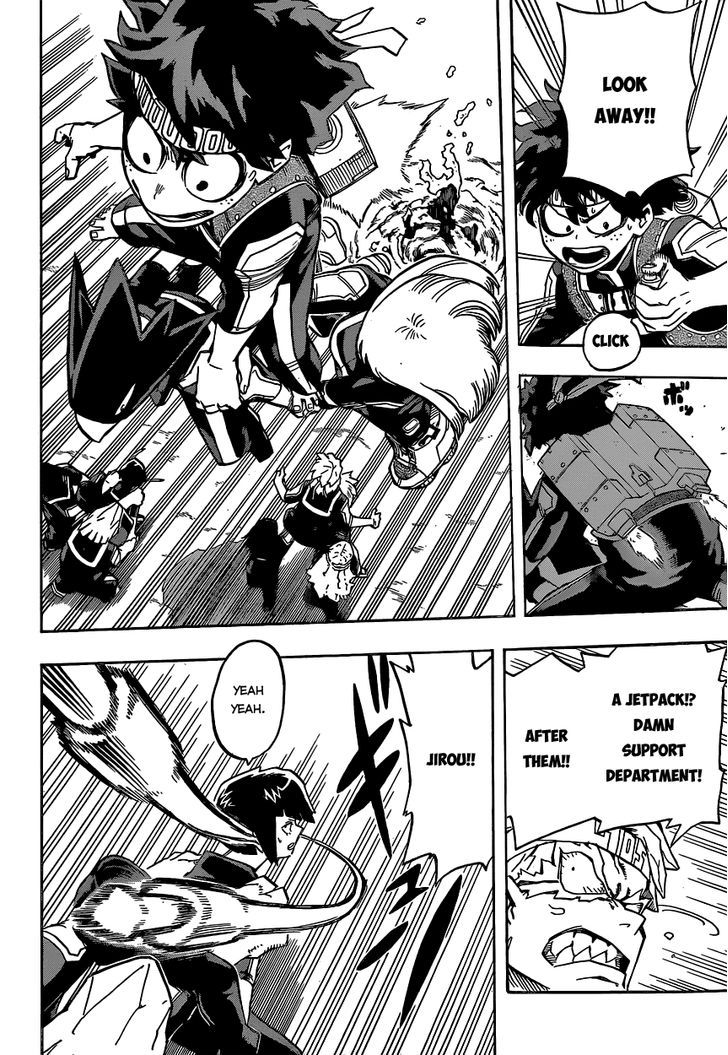 LOOK
AWAY!!
CLICK
A JETPACK!?
DAMN
SUPPORT
DEPARTMENT!
AFTER
THEM!!
JIROU!!
YEAH
YEAH.